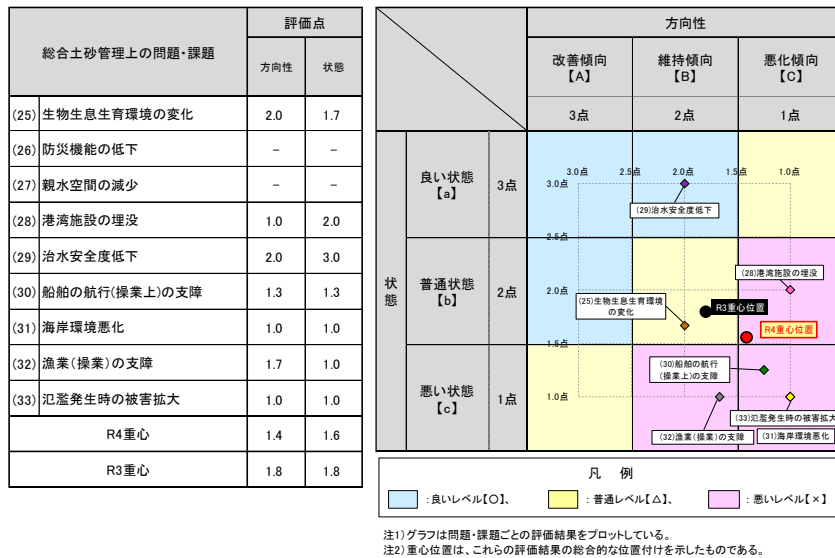 総合土砂管理上の問題・課題
評価点
方向性
状態
(25) 生物生息生育環境の変化 2.0 1.7
(26) 防災機能の低下 − −
(27) 親水空間の減少 − −
(28) 港湾施設の埋没 1.0 2.0
(29) 治水安全度低下 2.0 3.0
(30) 船舶の航行(操業上)の支障 1.3 1.3
(31) 海岸環境悪化 1.0 1.0
(32) 漁業(操業)の支障 1.7 1.0
(33) 氾濫発生時の被害拡大 1.0 1.0
R4重心 1.4 1.6
R3重心 1.8 1.8
方向性
改善傾向
【A】
維持傾向
【B】
悪化傾向
【C】
3点
2点
1点
状態
良い状態
【a】
3点
普通状態
【b】
2点
悪い状態
【c】
1点
3.0点 2.5点 2.0点 1.5点 1.0点
3.0点
(29)治水安全度低下
2.5点
(28)港湾施設の埋没
2.0点
(25)生物生息生育環境
の変化
R3重心位置
R4重心位置
1.5点
(30)船舶の航行
(操業上)の支障
1.0点
(33)氾濫発生時の被害拡大
(32)漁業(操業)の支障
(31)海岸環境悪化
凡 例
:良いレベル【○】、
:普通レベル【△】、
:悪いレベル【×】
注1)グラフは問題・課題ごとの評価結果をプロットしている。
注2)重心位置は、これらの評価結果の総合的な位置付けを示したものである。